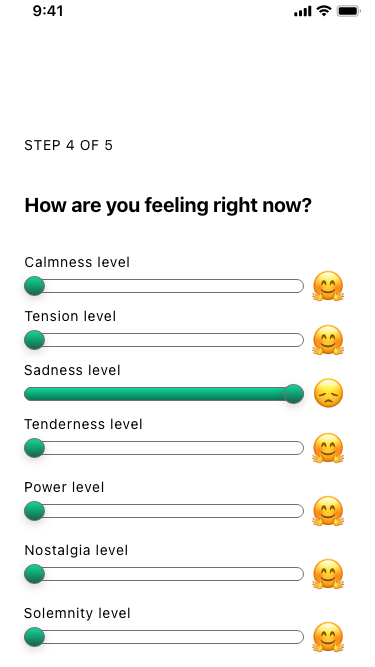 9:41
STEP 4 OF 5
How are you feeling right now?
Calmness level
Tension level
Sadness level
Tenderness level
Power level
Nostalgia level
Solemnity level